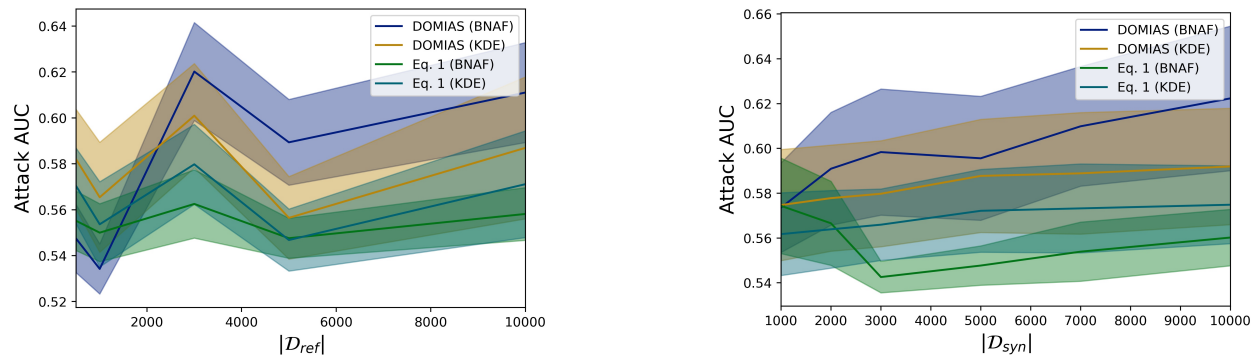 0.64
0.62
0.60
0.58
0.56
0.54
0.52
Attack AUC
2000 4000 6000 8000 10000
|𝒟ref|
DOMIAS (BNAF)
DOMIAS (KDE)
Eq. 1 (BNAF)
Eq. 1 (KDE)
0.66
0.64
0.62
0.60
0.58
0.56
0.54
Attack AUC
1000 2000 3000 4000 5000 6000 7000 8000 9000 10000
|𝒟syn|
DOMIAS (BNAF)
DOMIAS (KDE)
Eq. 1 (BNAF)
Eq. 1 (KDE)